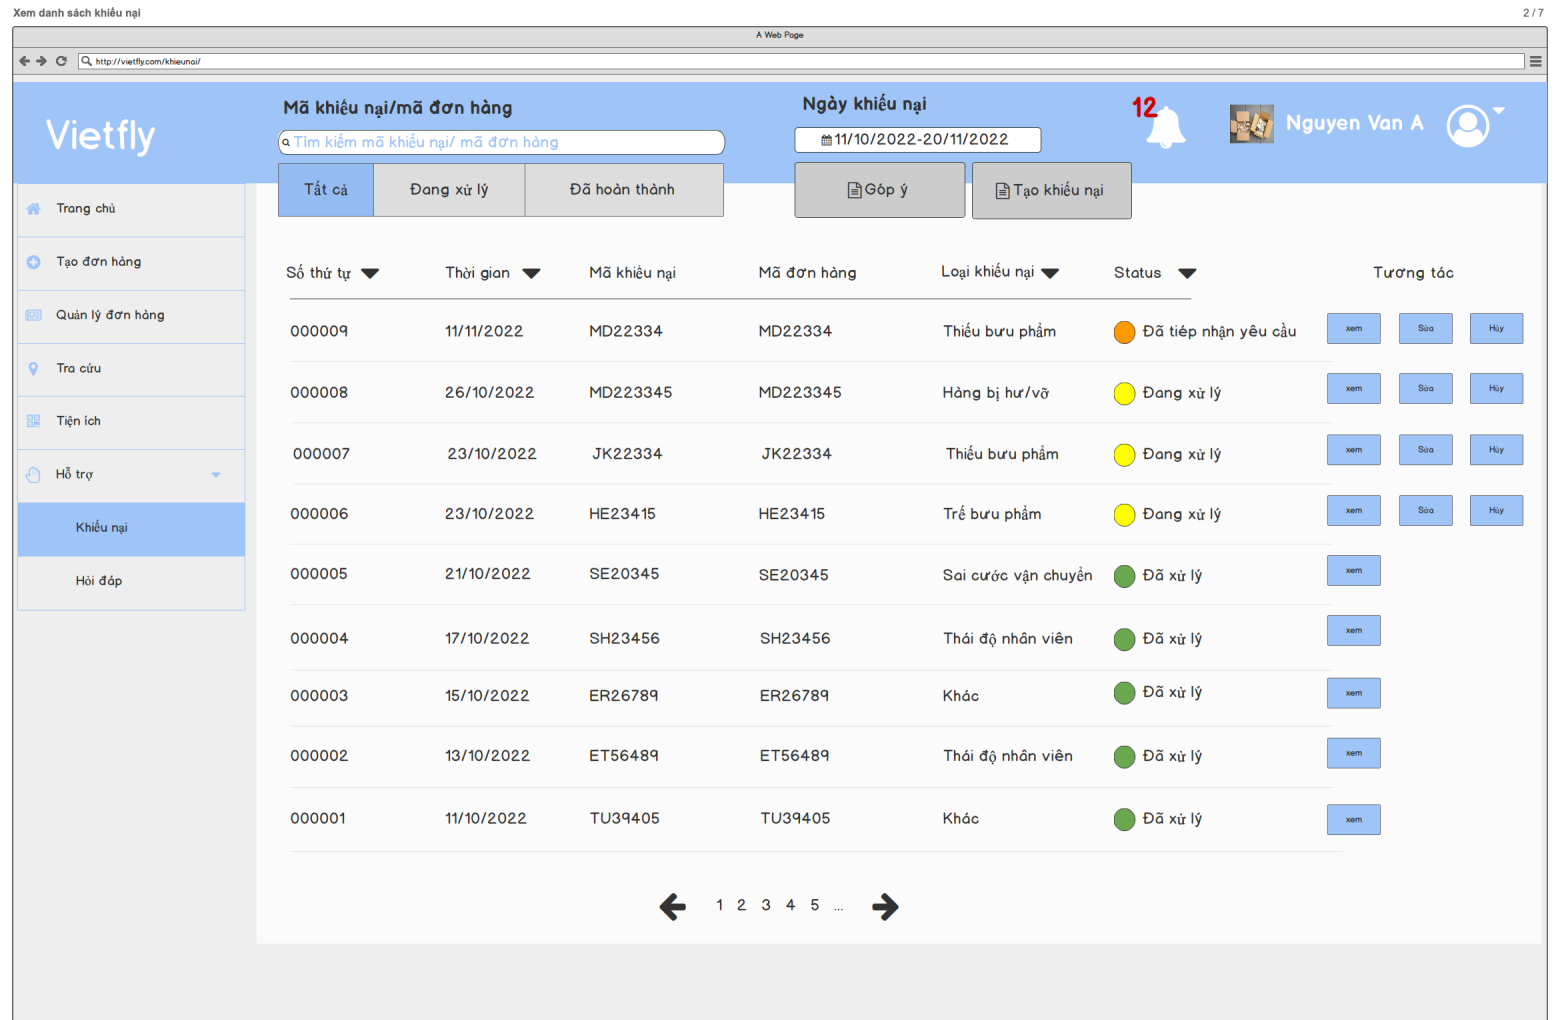 Xem danh sách khiếu nại
2 / 7
A Web Page
http://vietfly.com/khieunai/
Vietfly
Mã khiếu nại/mã đơn hàng
Tìm kiếm mã khiếu nại/ mã đơn hàng
Ngày khiếu nại
11/10/2022-20/11/2022
12
Nguyen Van A
Tất cả
Đang xử lý
Đã hoàn thành
Góp ý
Tạo khiếu nại
Trang chủ
Tạo đơn hàng
Quản lý đơn hàng
Tra cứu
Tiện ích
Hỗ trợ
Khiếu nại
Hỏi đáp
Số thứ tự Thời gian Mã khiếu nại Mã đơn hàng Loại khiếu nại Status Tương tác
000009 11/11/2022 MD22334 MD22334 Thiếu bưu phẩm Đã tiép nhận yêu cầu xem Sửa Hủy
000008 26/10/2022 MD223345 MD223345 Hàng bị hư/vỡ Đang xử lý xem Sửa Hủy
000007 23/10/2022 JK22334 JK22334 Thiếu bưu phẩm Đang xử lý xem Sửa Hủy
000006 23/10/2022 HE23415 HE23415 Trế bưu phẩm Đang xử lý xem Sửa Hủy
000005 21/10/2022 SE20345 SE20345 Sai cước vận chuyển Đã xử lý xem
000004 17/10/2022 SH23456 SH23456 Thái độ nhân viên Đã xử lý xem
000003 15/10/2022 ER26789 ER26789 Khác Đã xử lý xem
000002 13/10/2022 ET56489 ET56489 Thái độ nhân viên Đã xử lý xem
000001 11/10/2022 TU39405 TU39405 Khác Đã xử lý xem
1 2 3 4 5 ...